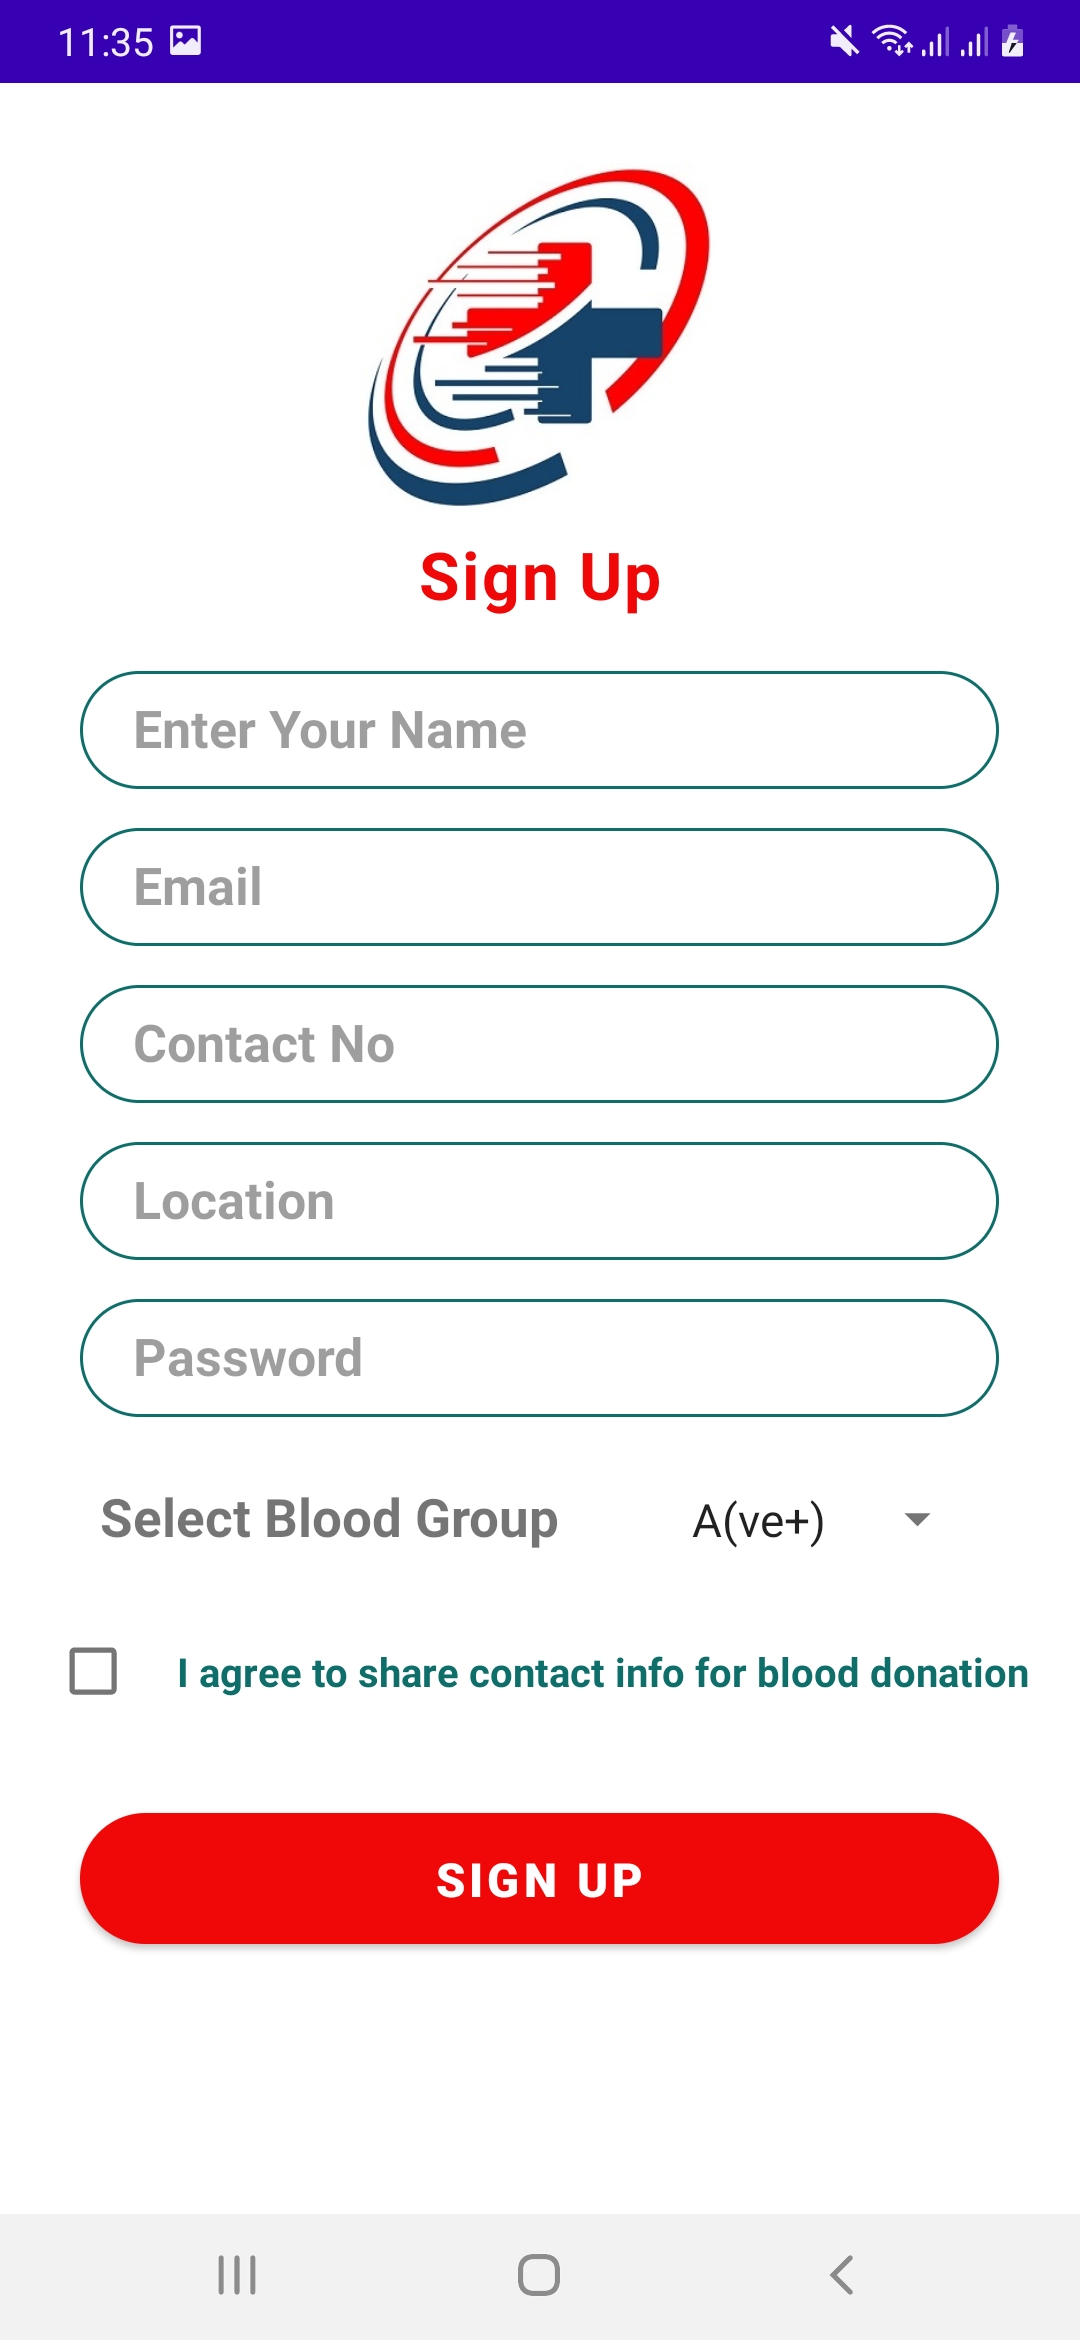 11:35
Sign Up
Enter Your Name
Email
Contact No
Location
Password
Select Blood Group A(ve+)
I agree to share contact info for blood donation
SIGN UP